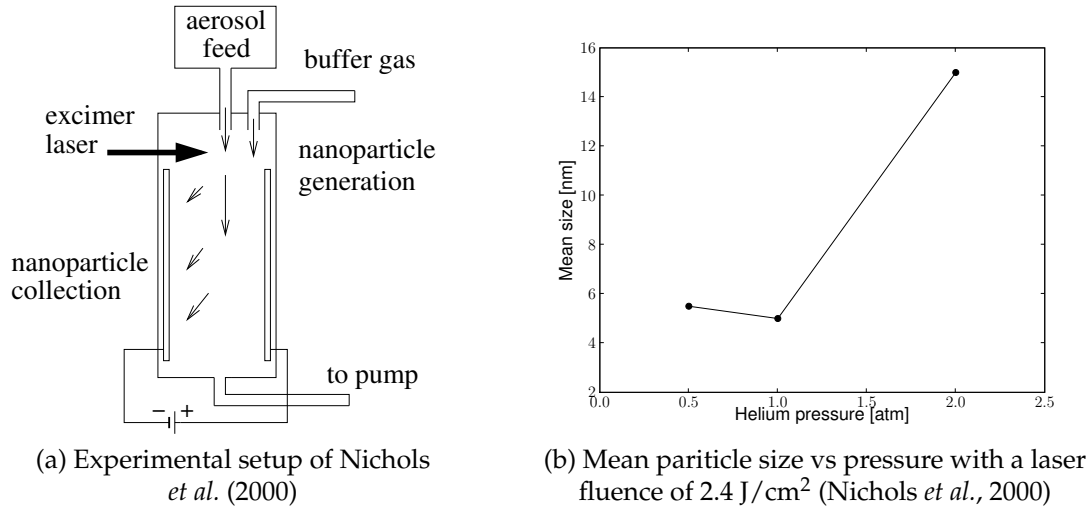 aerosol
feed
buffer gas
excimer
laser
nanoparticle
generation
nanoparticle
collection
to pump
− +
(a) Experimental setup of Nichols
et al. (2000)
16
14
12
10
8
6
4
2
0.0 0.5 1.0 1.5 2.0 2.5
Mean size [nm]
Helium pressure [atm]
(b) Mean pariticle size vs pressure with a laser
fluence of 2.4 J/cm² (Nichols et al., 2000)